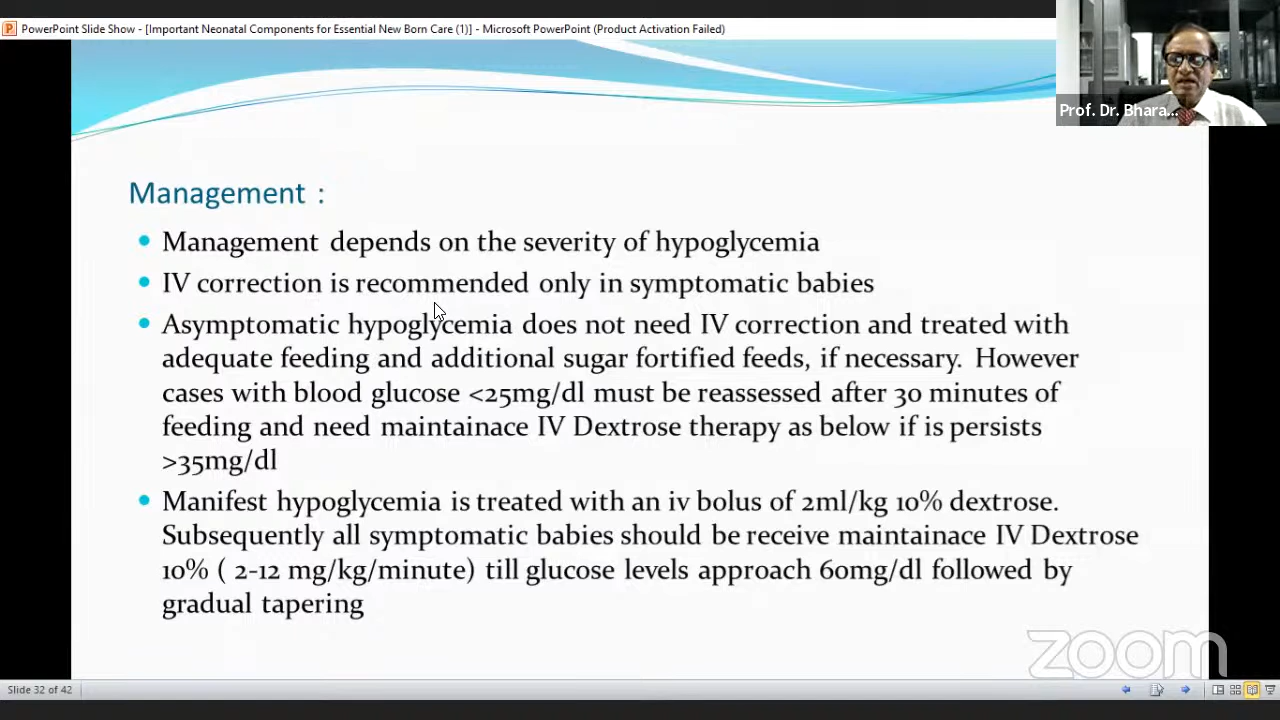 PowerPoint Slide Show - [Important Neonatal Components for Essential New Born Care (1)] - Microsoft PowerPoint (Product Activation Failed)
Prof. Dr. Bhara...
Management :
Management depends on the severity of hypoglycemia
IV correction is recommended only in symptomatic babies
Asymptomatic hypoglycemia does not need IV correction and treated with
adequate feeding and additional sugar fortified feeds, if necessary. However
cases with blood glucose <25mg/dl must be reassessed after 30 minutes of
feeding and need maintainace IV Dextrose therapy as below if is persists
>35mg/dl
Manifest hypoglycemia is treated with an iv bolus of 2ml/kg 10% dextrose.
Subsequently all symptomatic babies should be receive maintainace IV Dextrose
10% ( 2-12 mg/kg/minute) till glucose levels approach 60mg/dl followed by
gradual tapering
zoom
Slide 32 of 42